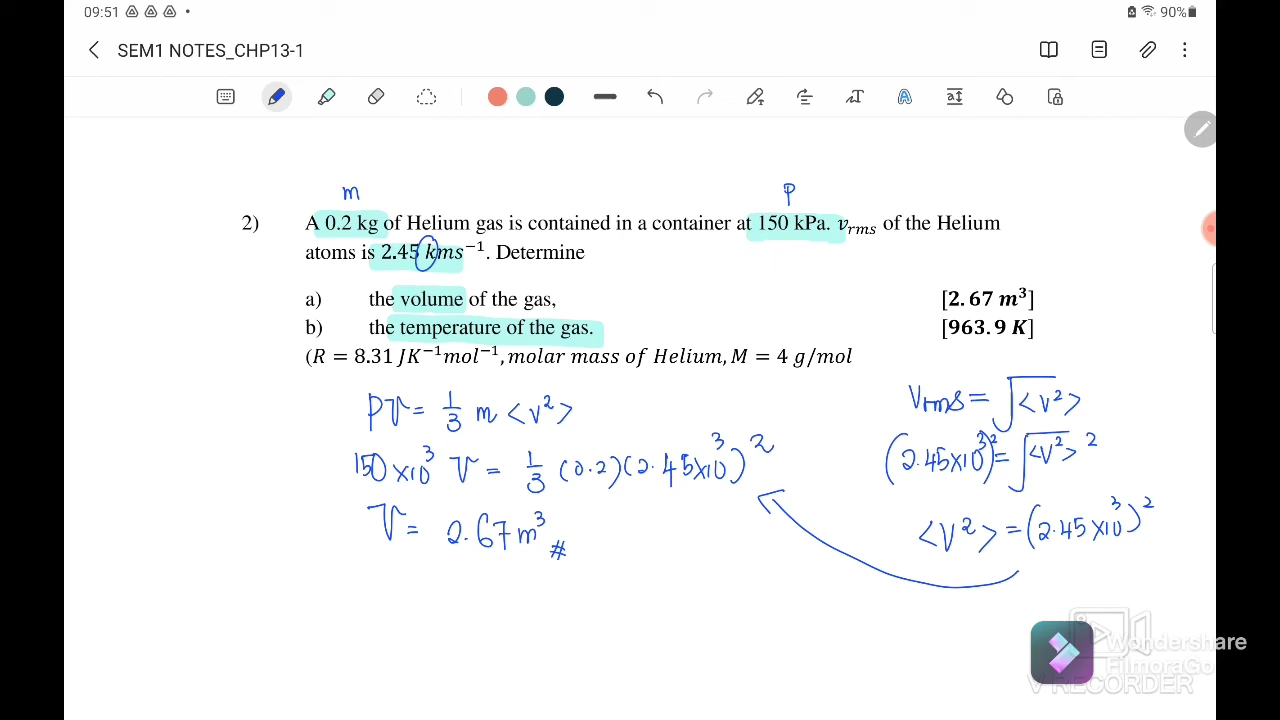 09:51 90%
SEM1 NOTES_CHP13-1
m P
2) A 0.2 kg of Helium gas is contained in a container at 150 kPa. v_rms of the Helium
atoms is 2.45 kms⁻¹. Determine
a) the volume of the gas, [2.67 m³]
b) the temperature of the gas. [963.9 K]
(R = 8.31 JK⁻¹mol⁻¹, molar mass of Helium, M = 4 g/mol
PV = 1/3 m <v²>
150×10³ V = 1/3 (0.2)(2.45×10³)²
V = 2.67 m³ #
Vrms = √<v²>
(2.45×10³)² = √<v²>²
<v²> = (2.45×10³)²
Wondershare
FilmoraGo
V RECORDER